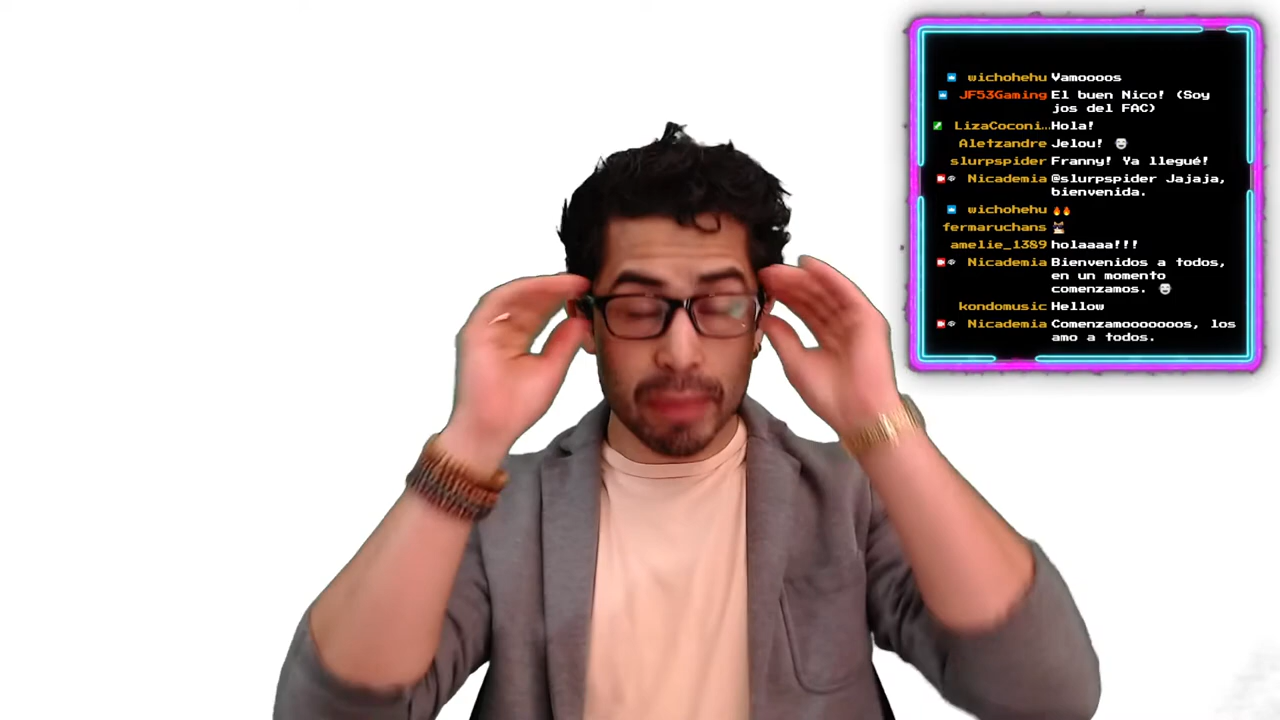 wichohehu Vamoooos
JF53Gaming El buen Nico! (Soy
jos del FAC)
LizaCoconi… Hola!
Aletzandre Jelou!
slurpspider Franny! Ya llegué!
Nicademia @slurpspider Jajaja,
bienvenida.
wichohehu
fermaruchans
amelie_1389 holaaaa!!!
Nicademia Bienvenidos a todos,
en un momento
comenzamos.
kondomusic Hellow
Nicademia Comenzamooooooos, los
amo a todos.